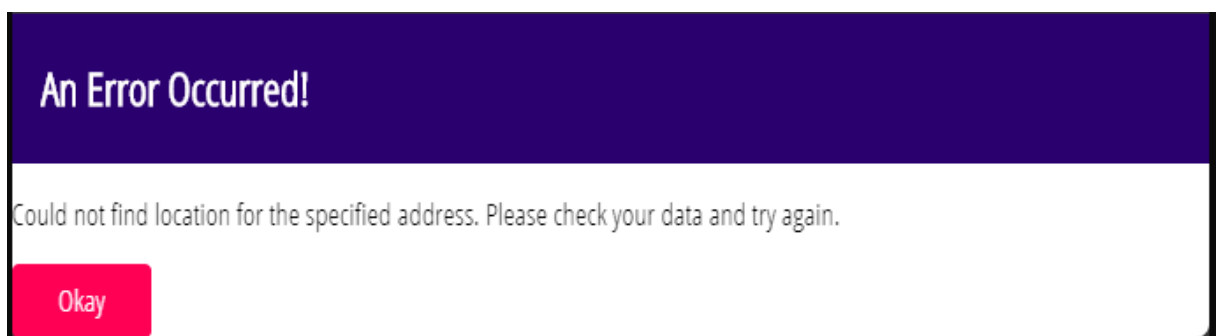 An Error Occurred!
Could not find location for the specified address. Please check your data and try again.
Okay